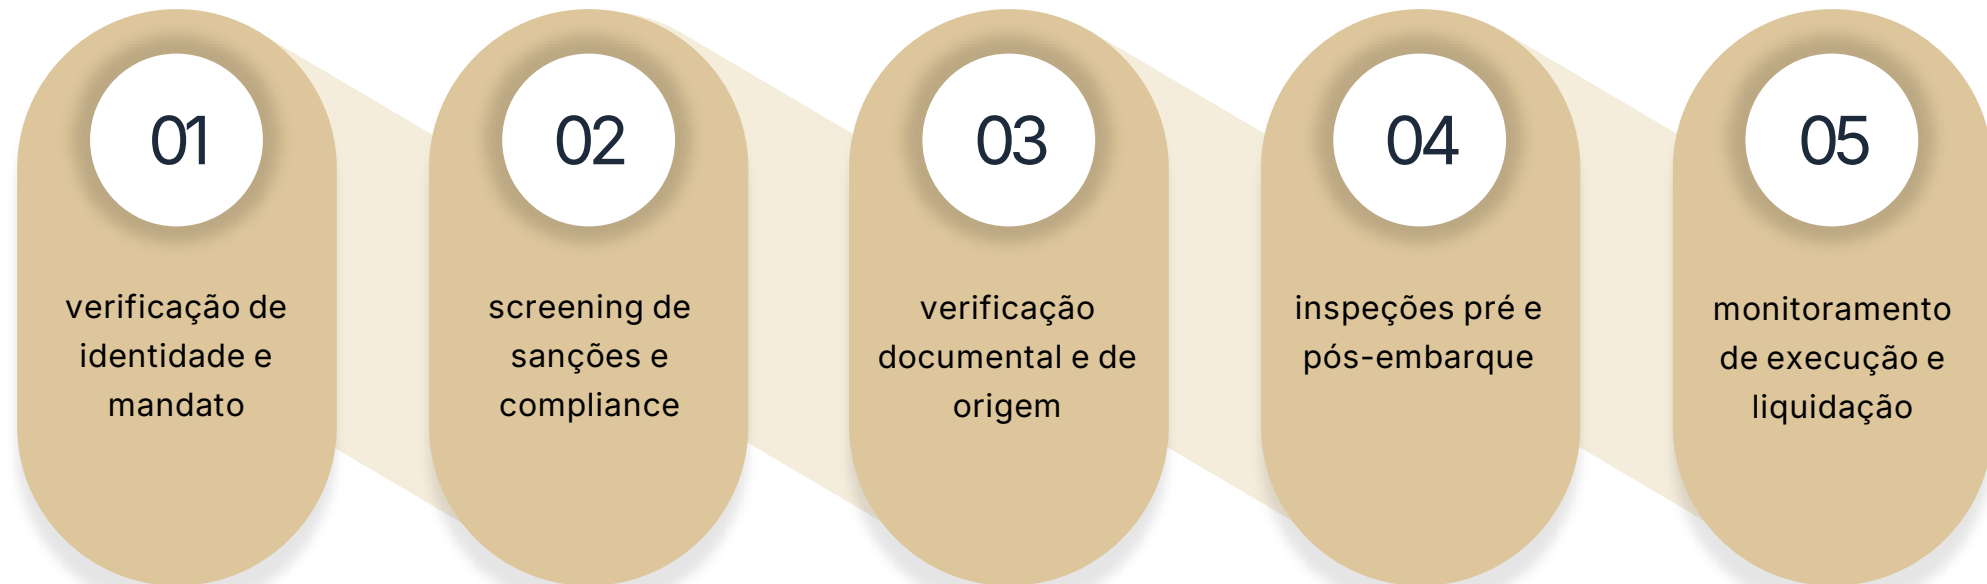 01
verificação de
identidade e
mandato
02
screening de
sanções e
compliance
03
verificação
documental e de
origem
04
inspeções pré e
pós-embarque
05
monitoramento
de execução e
liquidação